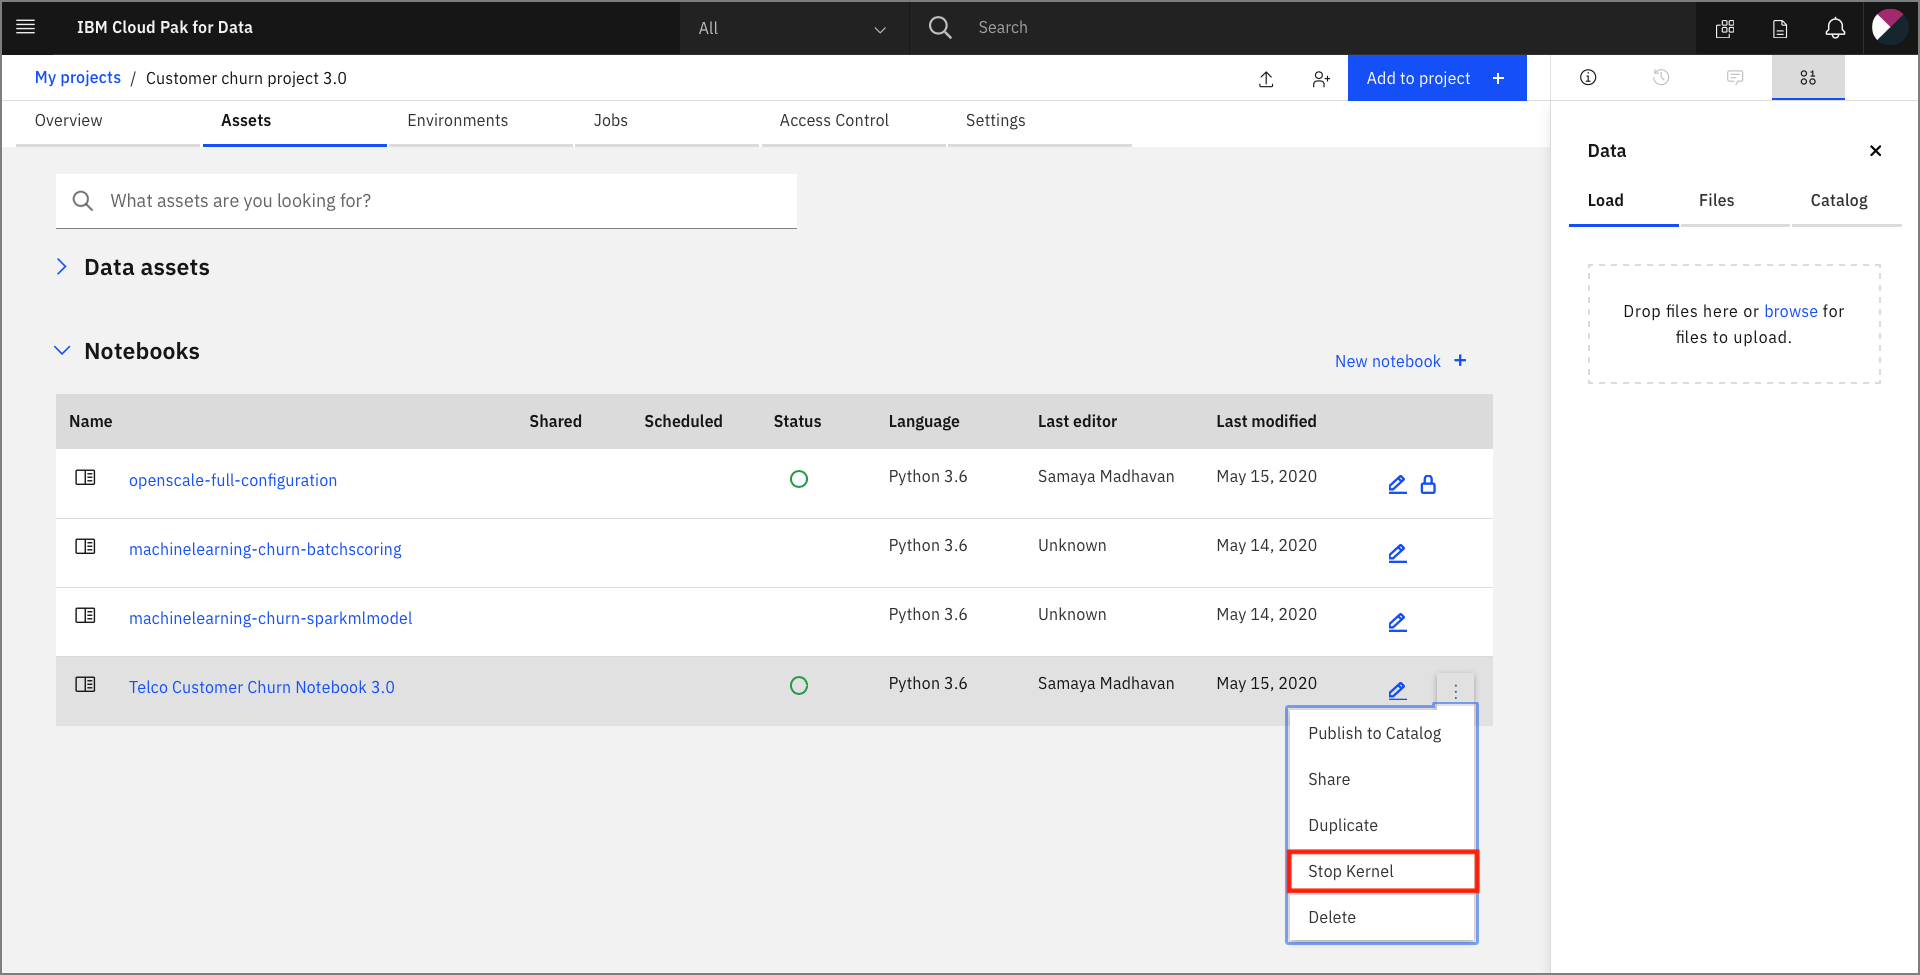 IBM Cloud Pak for Data
All
Search
My projects / Customer churn project 3.0
Add to project +
Overview
Assets
Environments
Jobs
Access Control
Settings
What assets are you looking for?
Data assets
Notebooks
New notebook +
Name Shared Scheduled Status Language Last editor Last modified
openscale-full-configuration Python 3.6 Samaya Madhavan May 15, 2020
machinelearning-churn-batchscoring Python 3.6 Unknown May 14, 2020
machinelearning-churn-sparkmlmodel Python 3.6 Unknown May 14, 2020
Telco Customer Churn Notebook 3.0 Python 3.6 Samaya Madhavan May 15, 2020
Publish to Catalog
Share
Duplicate
Stop Kernel
Delete
Data
Load
Files
Catalog
Drop files here or browse for
files to upload.